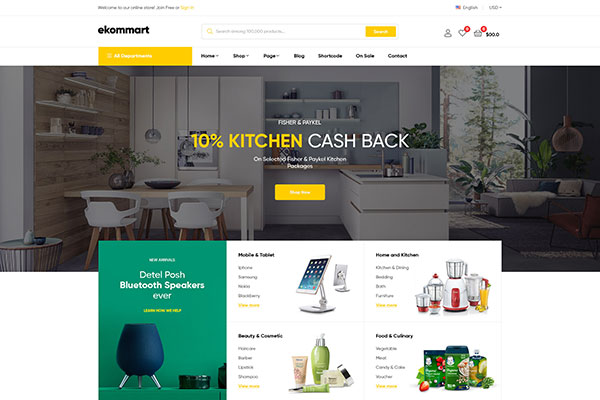 Welcome to our online store! Join Free or Sign In
English
USD
ekommart
Search among 100,000 products...
Search
0
0
$00.0
All Departments
Home
Shop
Page
Blog
Shortcode
On Sale
Contact
FISHER & PAYKEL
10% KITCHEN CASH BACK
On Selected Fisher & Paykel Kitchen
Packages
Shop Now
NEW ARRIVALS
Detel Posh
Bluetooth Speakers
ever
LEARN HOW WE HELP
Mobile & Tablet
Iphone
Samsung
Nokia
BlackBerry
View more
Home and Kitchen
Kitchen & Dining
Bedding
Bath
Furniture
View more
Beauty & Cosmetic
Haircare
Barber
Lipstick
Shampoo
View more
Food & Culinary
Vegetable
Meat
Candy & Cake
Voucher
View more